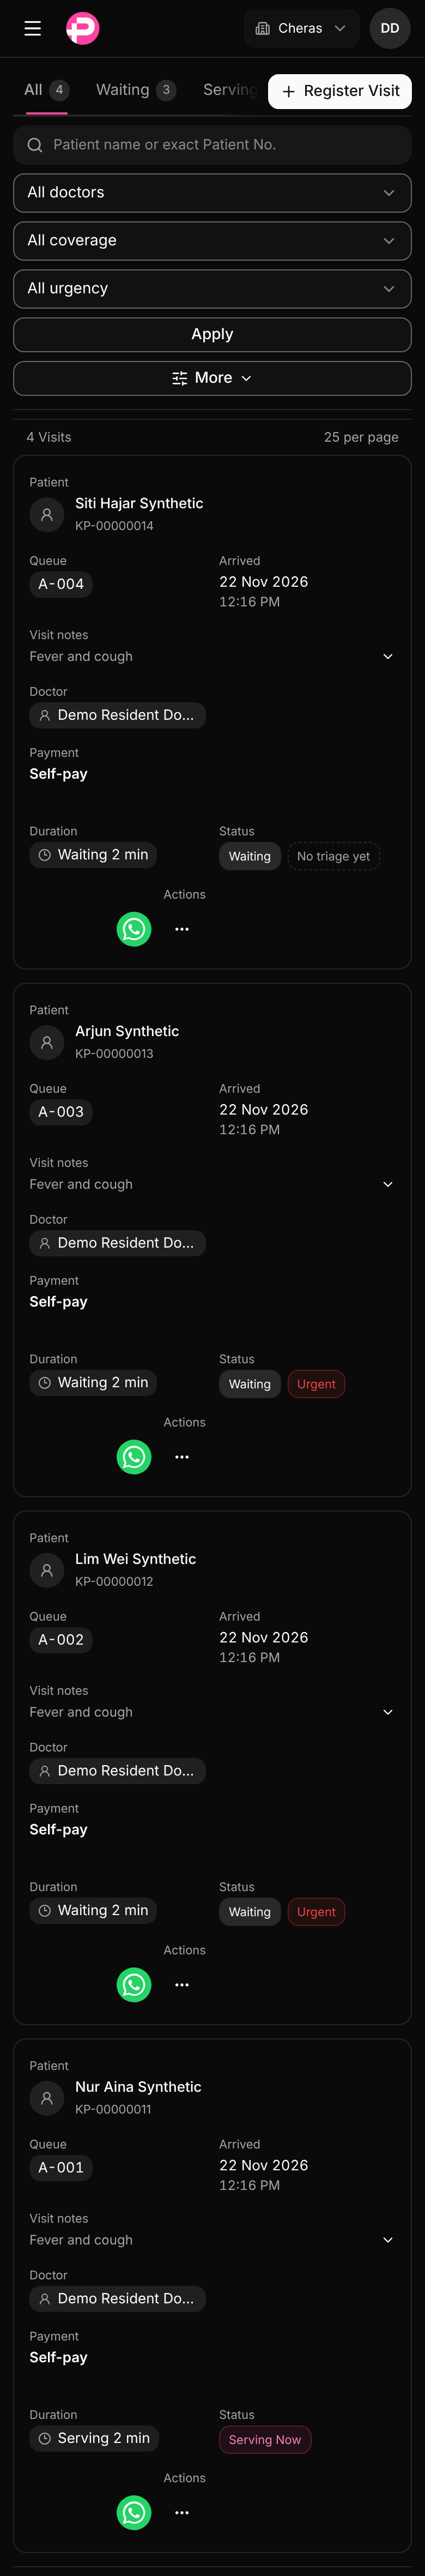 Cheras
DD
All 4
Waiting 3
Serving
+ Register Visit
Patient name or exact Patient No.
All doctors
All coverage
All urgency
Apply
More
4 Visits
25 per page
Patient
Siti Hajar Synthetic
KP-00000014
Queue
A-004
Arrived
22 Nov 2026
12:16 PM
Visit notes
Fever and cough
Doctor
Demo Resident Do...
Payment
Self-pay
Duration
Waiting 2 min
Status
Waiting
No triage yet
Actions
Patient
Arjun Synthetic
KP-00000013
Queue
A-003
Arrived
22 Nov 2026
12:16 PM
Visit notes
Fever and cough
Doctor
Demo Resident Do...
Payment
Self-pay
Duration
Waiting 2 min
Status
Waiting
Urgent
Actions
Patient
Lim Wei Synthetic
KP-00000012
Queue
A-002
Arrived
22 Nov 2026
12:16 PM
Visit notes
Fever and cough
Doctor
Demo Resident Do...
Payment
Self-pay
Duration
Waiting 2 min
Status
Waiting
Urgent
Actions
Patient
Nur Aina Synthetic
KP-00000011
Queue
A-001
Arrived
22 Nov 2026
12:16 PM
Visit notes
Fever and cough
Doctor
Demo Resident Do...
Payment
Self-pay
Duration
Serving 2 min
Status
Serving Now
Actions